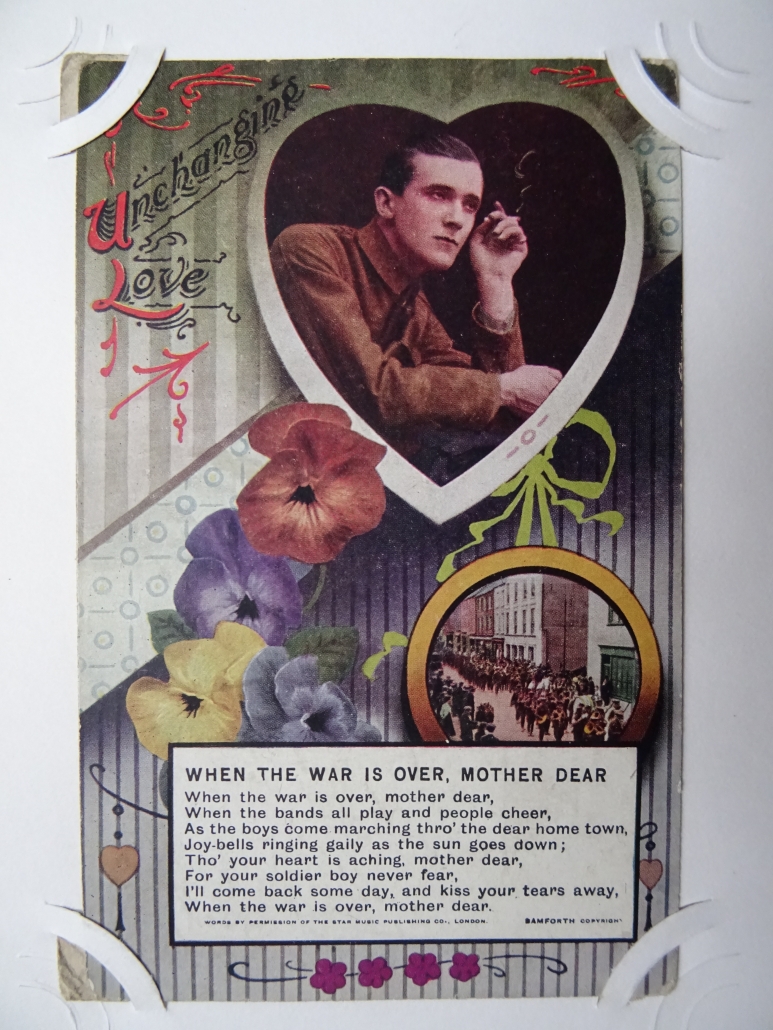 Unchanging
Love
WHEN THE WAR IS OVER, MOTHER DEAR
When the war is over, mother dear,
When the bands all play and people cheer,
As the boys come marching thro' the dear home town,
Joy-bells ringing gaily as the sun goes down;
Tho' your heart is aching, mother dear,
For your soldier boy never fear,
I'll come back some day, and kiss your tears away,
When the war is over, mother dear.
WORDS BY PERMISSION OF THE STAR MUSIC PUBLISHING CO., LONDON. BAMFORTH COPYRIGHT